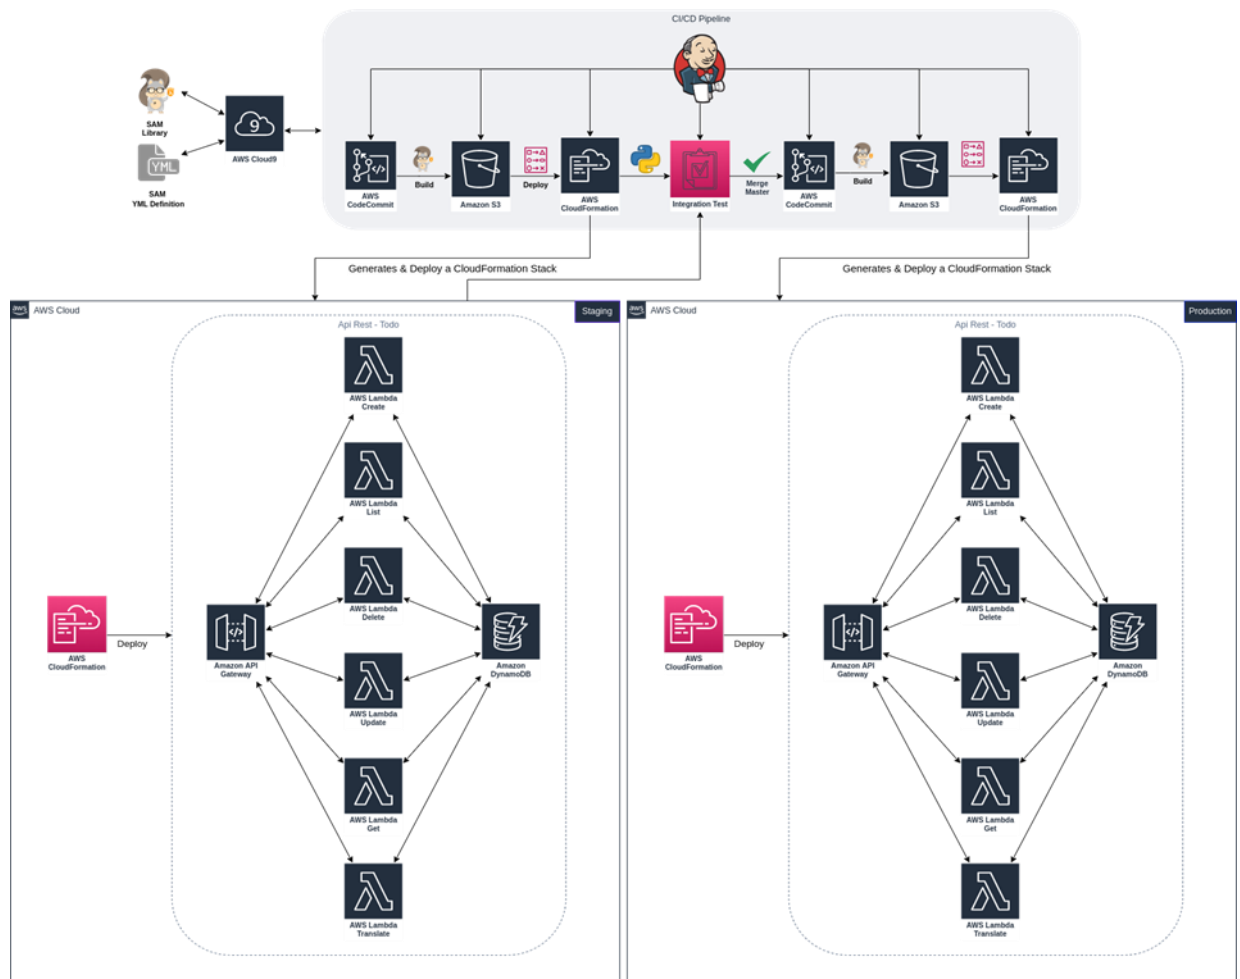 CI/CD Pipeline
SAM
Library
9
AWS Cloud9
YML
SAM
YML Definition
AWS
CodeCommit
Build
Amazon S3
Deploy
AWS
CloudFormation
Integration Test
Merge
Master
AWS
CodeCommit
Build
Amazon S3
AWS
CloudFormation
Generates & Deploy a CloudFormation Stack
Generates & Deploy a CloudFormation Stack
aws
AWS Cloud
Staging
Api Rest - Todo
AWS Lambda
Create
AWS Lambda
List
AWS Lambda
Delete
AWS
CloudFormation
Deploy
Amazon API
Gateway
Amazon
DynamoDB
AWS Lambda
Update
AWS Lambda
Get
AWS Lambda
Translate
aws
AWS Cloud
Production
Api Rest - Todo
AWS Lambda
Create
AWS Lambda
List
AWS Lambda
Delete
AWS
CloudFormation
Deploy
Amazon API
Gateway
Amazon
DynamoDB
AWS Lambda
Update
AWS Lambda
Get
AWS Lambda
Translate